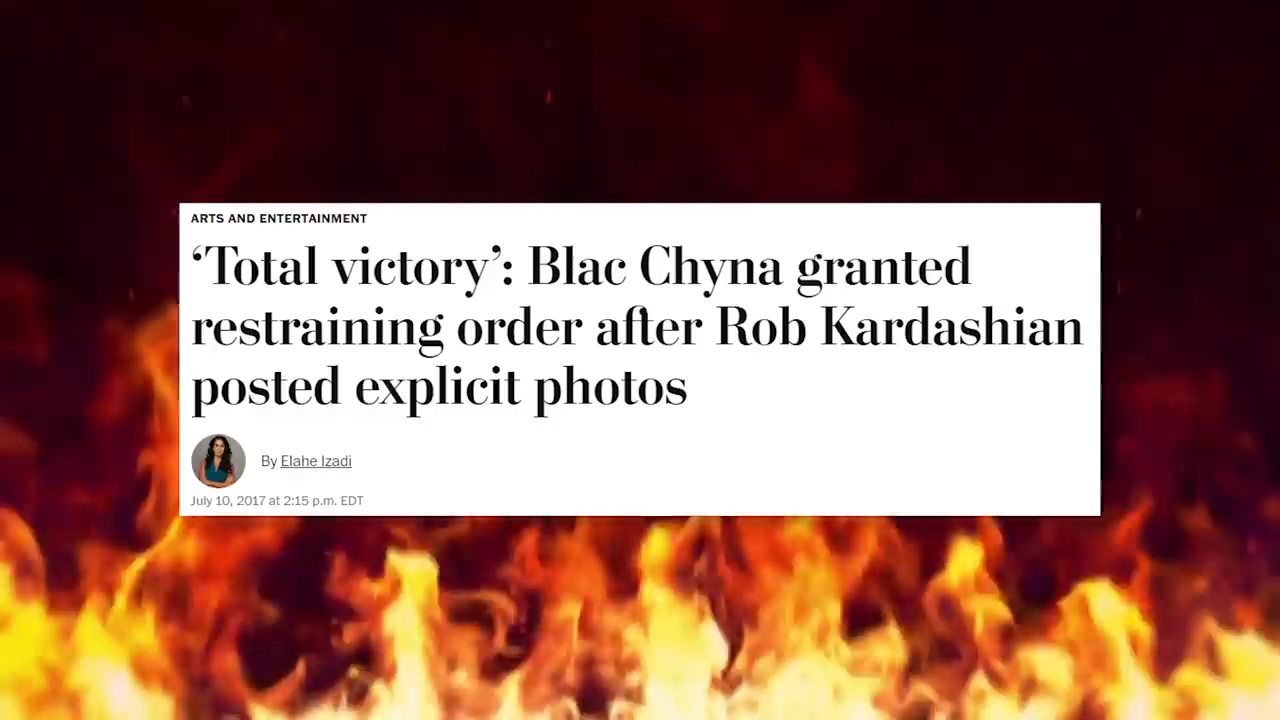 ARTS AND ENTERTAINMENT
‘Total victory’: Blac Chyna granted
restraining order after Rob Kardashian
posted explicit photos
By Elahe Izadi
July 10, 2017 at 2:15 p.m. EDT